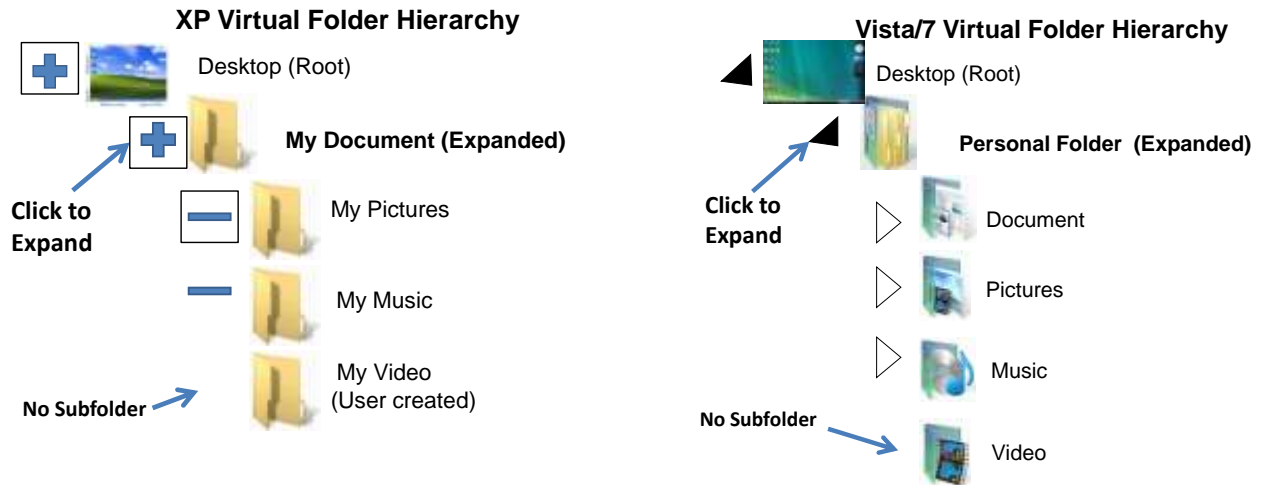 XP Virtual Folder Hierarchy
Desktop (Root)
My Document (Expanded)
Click to
Expand
My Pictures
My Music
My Video
(User created)
No Subfolder
Vista/7 Virtual Folder Hierarchy
Desktop (Root)
Personal Folder (Expanded)
Click to
Expand
Document
Pictures
Music
No Subfolder
Video